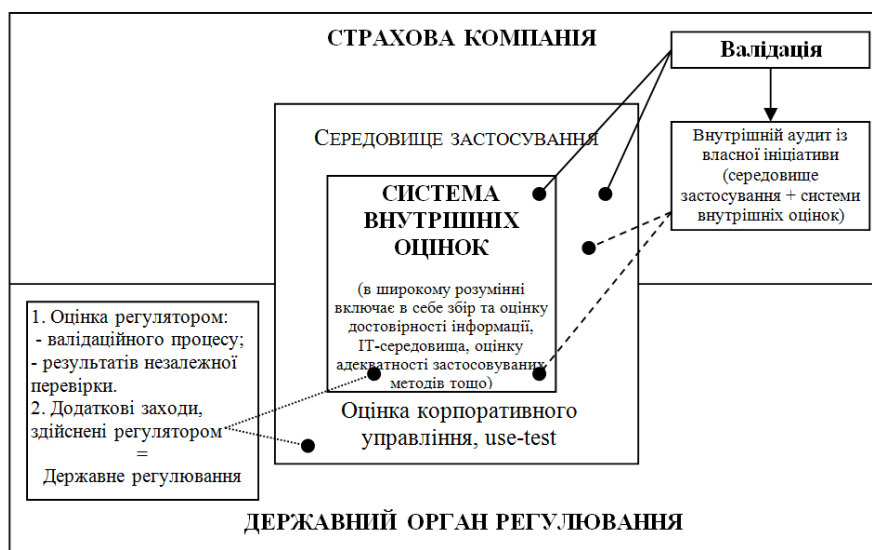 СТРАХОВА КОМПАНІЯ
Валідація
Внутрішній аудит із
власної ініціативи
(середовище
застосування + системи
внутрішніх оцінок)
СЕРЕДОВИЩЕ ЗАСТОСУВАННЯ
СИСТЕМА
ВНУТРІШНІХ
ОЦІНОК
(в широкому розумінні
включає в себе збір та оцінку
достовірності інформації,
ІТ-середовища, оцінку
адекватності застосовуваних
методів тощо)
Оцінка корпоративного
управління, use-test
1. Оцінка регулятором:
- валідаційного процесу;
- результатів незалежної
перевірки.
2. Додаткові заходи,
здійснені регулятором
=
Державне регулювання
ДЕРЖАВНИЙ ОРГАН РЕГУЛЮВАННЯ